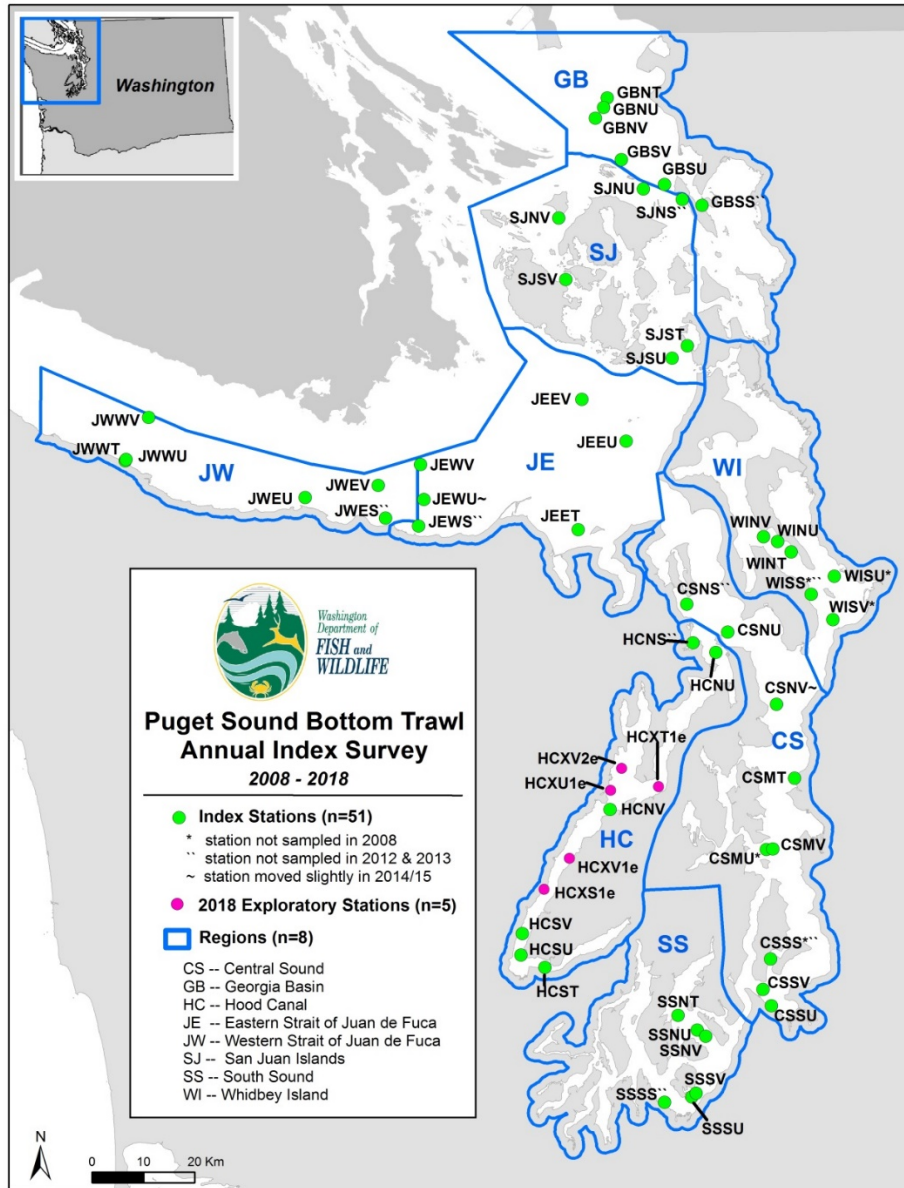 Washington
GB
GBNT
GBNU
GBNV
GBSV
GBSU
SJNU
SJNS``
GBSS``
SJNV
SJ
SJSV
SJST
SJSU
JWWV
JWWT
JWWU
JW
JWEV
JWEU
JWES``
JEEV
JEEU
JE
JEWV
JEWU~
JEWS``
JEET
WI
WINV
WINU
WINT
WISS*``
WISU*
WISV*
CSNS``
CSNU
HCNS``
HCNU
CSNV~
CS
CSMT
HCXT1e
HCXV2e
HCXU1e
HCNV
HC
CSMU*
CSMV
HCXV1e
HCXS1e
HCSV
HCSU
HCST
SS
CSSS*``
CSSV
CSSU
SSNT
SSNU
SSNV
SSSV
SSSS``
SSSU
Washington
Department of
FISH and
WILDLIFE
Puget Sound Bottom Trawl
Annual Index Survey
2008 - 2018
Index Stations (n=51)
* station not sampled in 2008
`` station not sampled in 2012 & 2013
~ station moved slightly in 2014/15
2018 Exploratory Stations (n=5)
Regions (n=8)
CS -- Central Sound
GB -- Georgia Basin
HC -- Hood Canal
JE -- Eastern Strait of Juan de Fuca
JW -- Western Strait of Juan de Fuca
SJ -- San Juan Islands
SS -- South Sound
WI -- Whidbey Island
N
0 10 20 Km